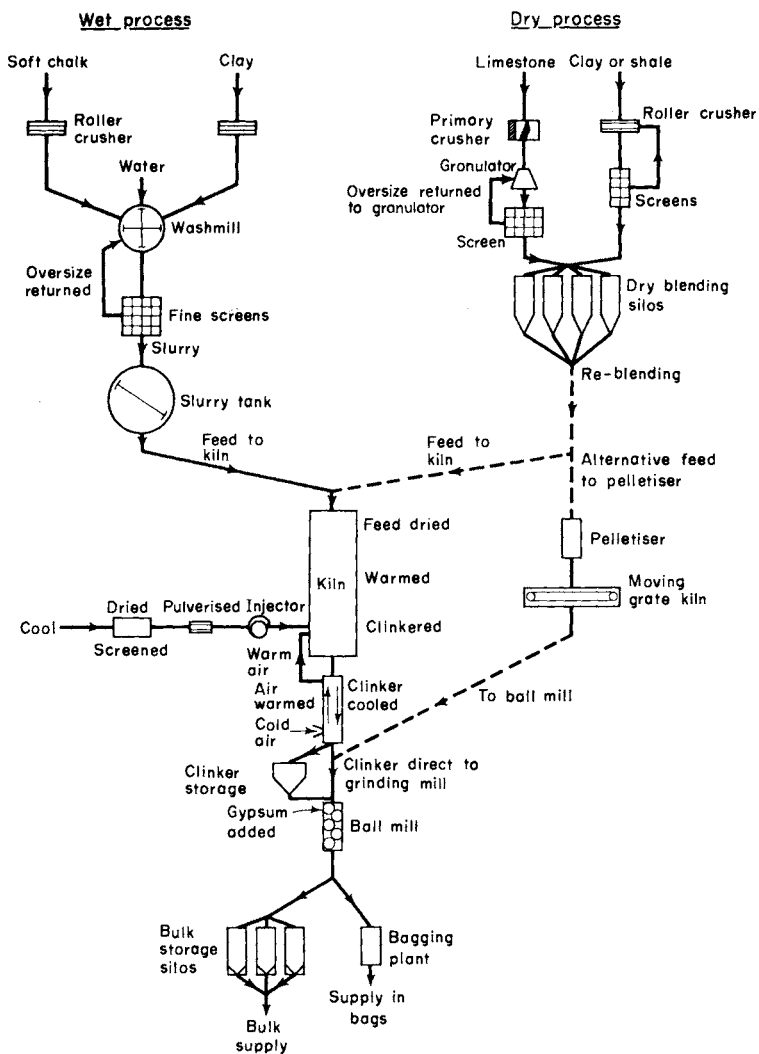 Wet process
Dry process
Soft chalk
Clay
Limestone
Clay or shale
Roller
crusher
Primary
crusher
Roller crusher
Water
Gronulator
Washmill
Oversize returned
to granulator
Screens
Screen
Oversize
returned
Fine screens
Dry blending
silos
Slurry
Re-blending
Slurry tank
Feed to
kiln
Feed to
kiln
Alternative feed
to pelletiser
Feed dried
Pelletiser
Kiln
Warmed
Moving
grate kiln
Dried
Pulverised
Injector
Cool
Screened
Clinkered
Warm
air
Air
warmed
Clinker
cooled
To ball mill
Cold
air
Clinker
storage
Clinker direct to
grinding mill
Gypsum
added
Ball mill
Bulk
storage
sitos
Bagging
plant
Supply in
bags
Bulk
supply